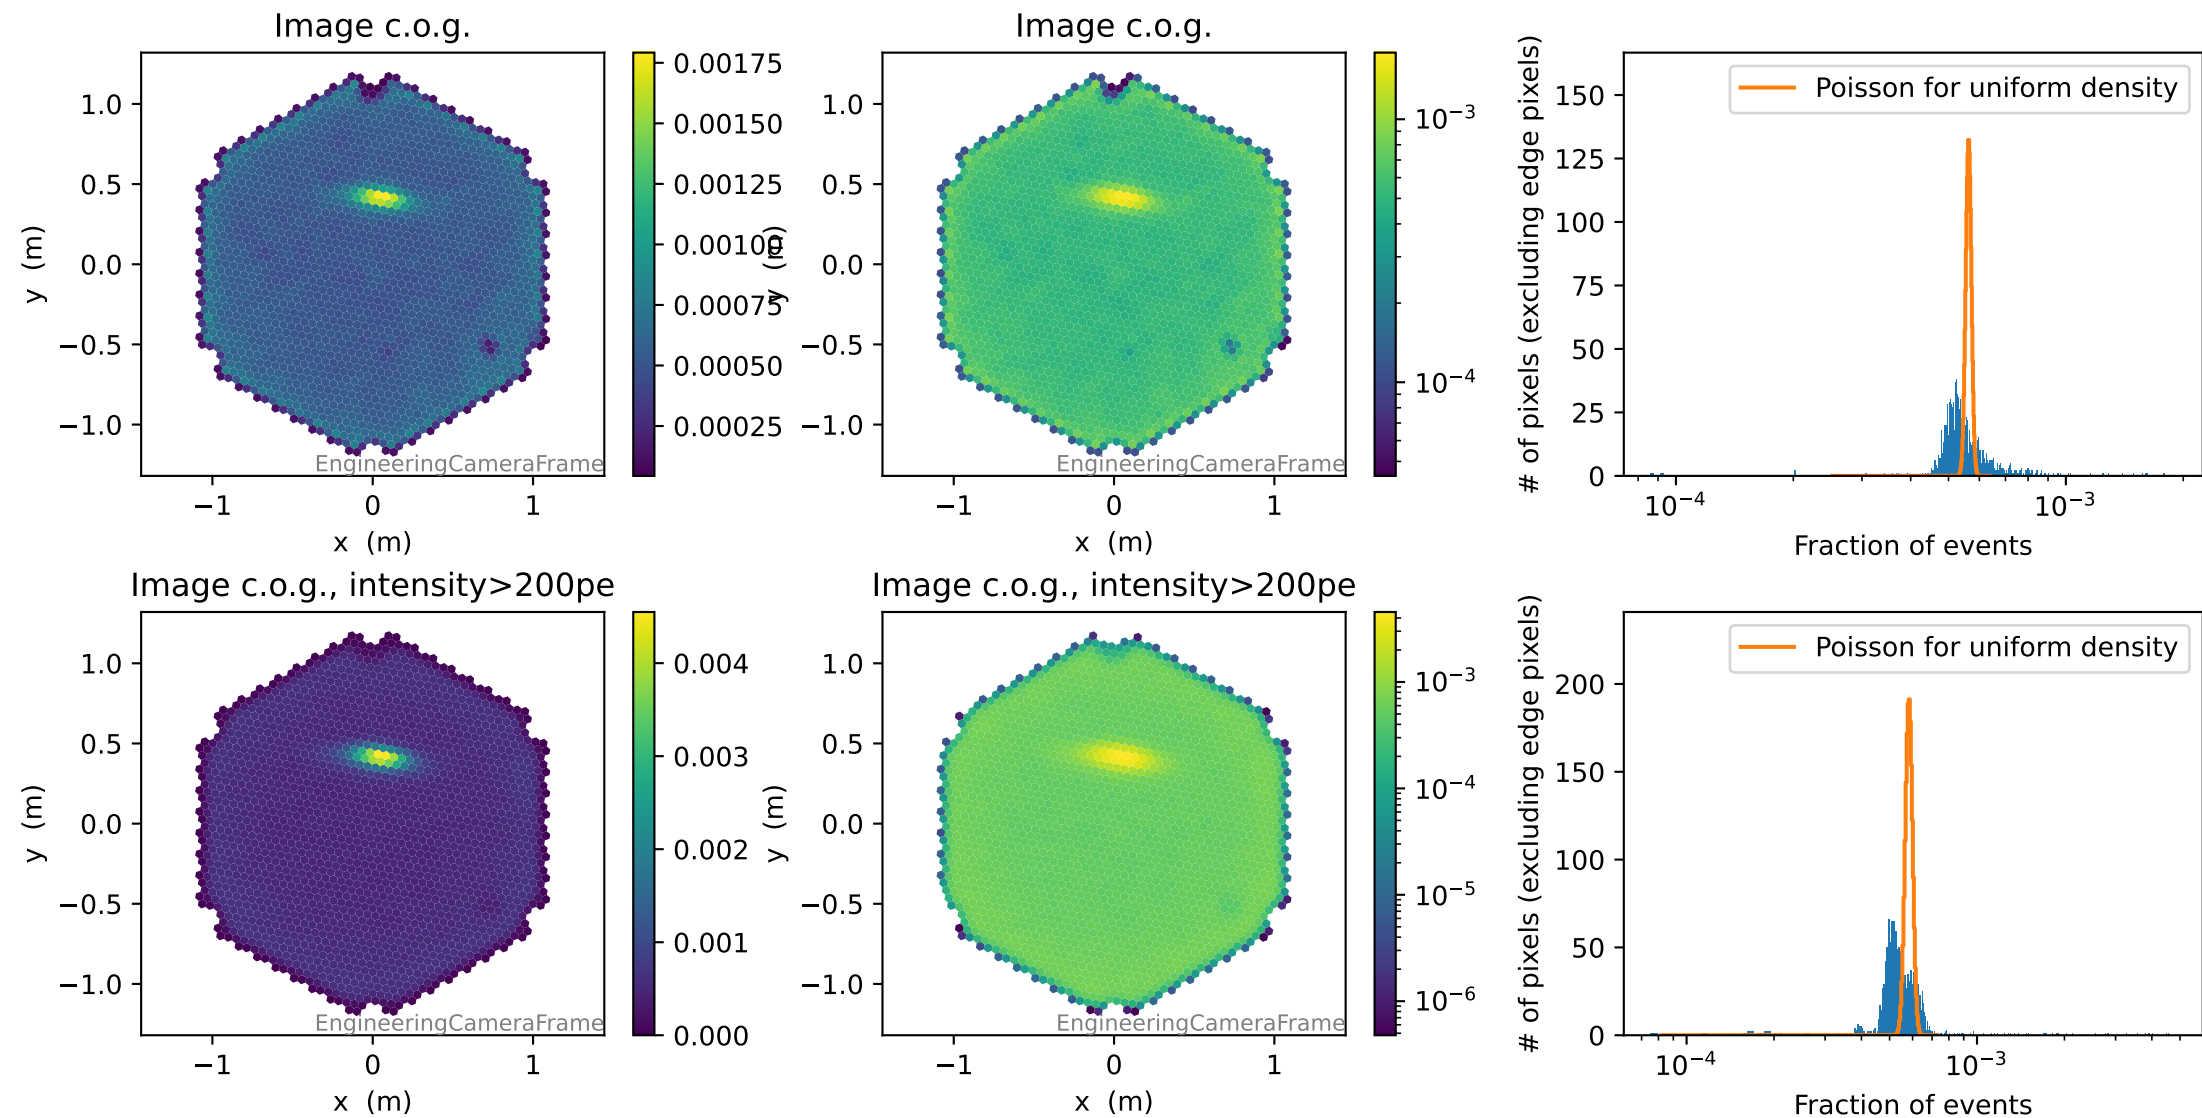 Image c.o.g.
1.0
0.5
0.0
−0.5
−1.0
y (m)
−1 0 1
x (m)
EngineeringCameraFrame
0.00175
0.00150
0.00125
0.00100
0.00075
0.00050
0.00025
Image c.o.g.
1.0
0.5
0.0
−0.5
−1.0
y (m)
−1 0 1
x (m)
EngineeringCameraFrame
10⁻³
10⁻⁴
Poisson for uniform density
150
125
100
75
50
25
0
# of pixels (excluding edge pixels)
10⁻⁴ 10⁻³
Fraction of events
Image c.o.g., intensity>200pe
1.0
0.5
0.0
−0.5
−1.0
y (m)
−1 0 1
x (m)
EngineeringCameraFrame
0.004
0.003
0.002
0.001
0.000
Image c.o.g., intensity>200pe
1.0
0.5
0.0
−0.5
−1.0
y (m)
−1 0 1
x (m)
EngineeringCameraFrame
10⁻³
10⁻⁴
10⁻⁵
10⁻⁶
Poisson for uniform density
200
150
100
50
0
# of pixels (excluding edge pixels)
10⁻⁴ 10⁻³
Fraction of events